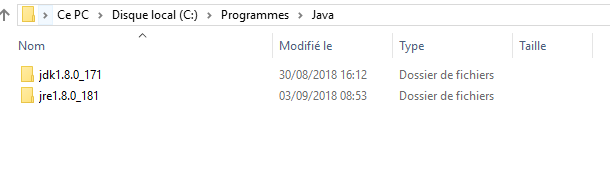 Ce PC > Disque local (C:) > Programmes > Java
Nom Modifié le Type Taille
jdk1.8.0_171 30/08/2018 16:12 Dossier de fichiers
jre1.8.0_181 03/09/2018 08:53 Dossier de fichiers